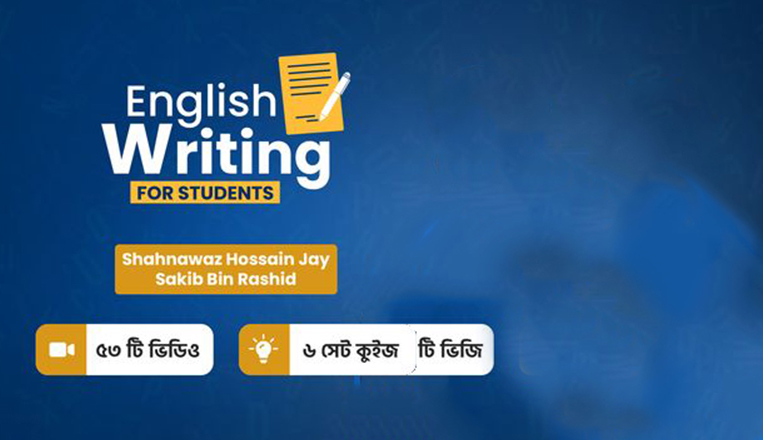 English
Writing
FOR STUDENTS
Shahnawaz Hossain Jay
Sakib Bin Rashid
৫৩ টি ভিডিও
৬ সেট কুইজ
টি ভিজি